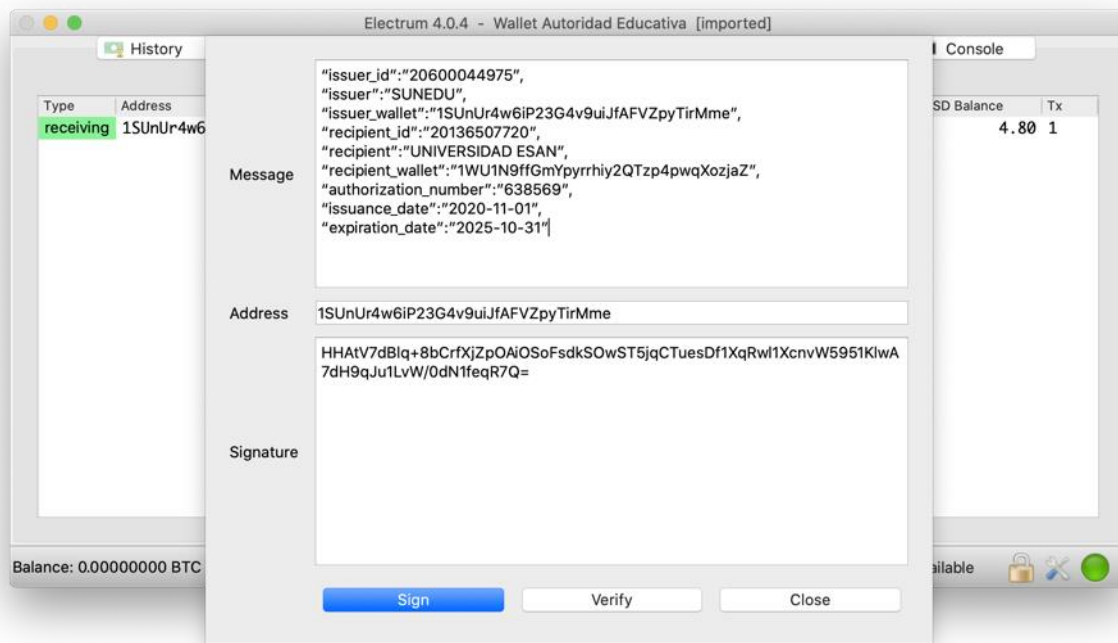 Electrum 4.0.4 - Wallet Autoridad Educativa [imported]
History
Console
Type Address
SD Balance Tx
receiving 1SUnUr4w6
4.80 1
Message
“issuer_id":"20600044975",
“issuer":"SUNEDU",
“issuer_wallet":"1SUnUr4w6iP23G4v9uiJfAFVZpyTirMme",
“recipient_id":"20136507720",
“recipient":"UNIVERSIDAD ESAN",
“recipient_wallet":"1WU1N9ffGmYpyrrhiy2QTzp4pwqXozjaZ",
“authorization_number":"638569",
“issuance_date":"2020-11-01",
“expiration_date":"2025-10-31"
Address
1SUnUr4w6iP23G4v9uiJfAFVZpyTirMme
Signature
HHAtV7dBlq+8bCrfXjZpOAiOSoFsdkSOwST5jqCTuesDf1XqRwl1XcnvW5951KlwA
7dH9qJu1LvW/0dN1feqR7Q=
Balance: 0.00000000 BTC
ailable
Sign
Verify
Close